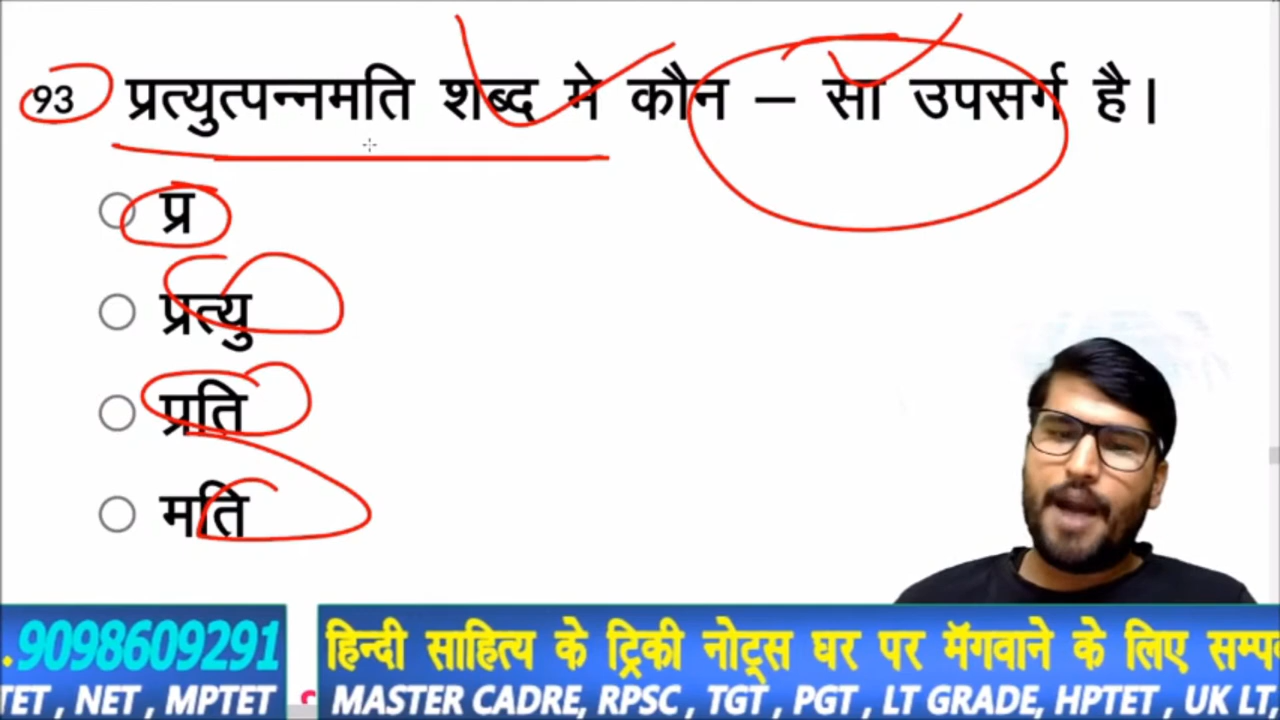 93 प्रत्युत्पन्नमति शब्द मे कौन – सा उपसर्ग है।
प्र
प्रत्यु
प्रति
मति
.9098609291
हिन्दी साहित्य के ट्रिकी नोट्स घर पर मॅगवाने के लिए सम्प
TET , NET , MPTET
MASTER CADRE, RPSC , TGT , PGT , LT GRADE, HPTET , UK LT,